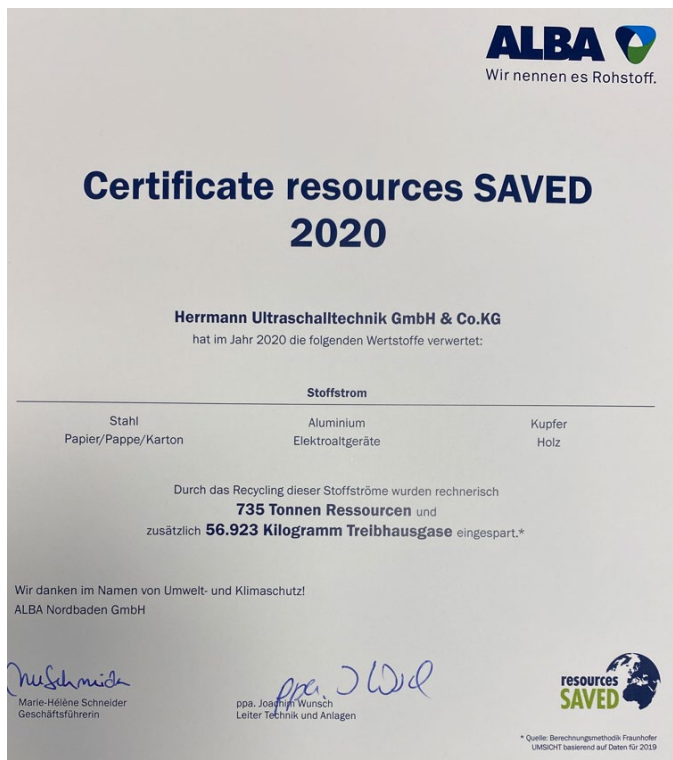 ALBA
Wir nennen es Rohstoff.
Certificate resources SAVED
2020
Herrmann Ultraschalltechnik GmbH & Co.KG
hat im Jahr 2020 die folgenden Wertstoffe verwertet:
Stoffstrom
Stahl Aluminium Kupfer
Papier/Pappe/Karton Elektroaltgeräte Holz
Durch das Recycling dieser Stoffströme wurden rechnerisch
735 Tonnen Ressourcen und
zusätzlich 56.923 Kilogramm Treibhausgase eingespart.*
Wir danken im Namen von Umwelt- und Klimaschutz!
ALBA Nordbaden GmbH
Marie-Hélène Schneider
Geschäftsführerin
ppa. Joachim Wunsch
Leiter Technik und Anlagen
resources
SAVED
* Quelle: Berechnungsmethodik Fraunhofer
UMSICHT basierend auf Daten für 2019